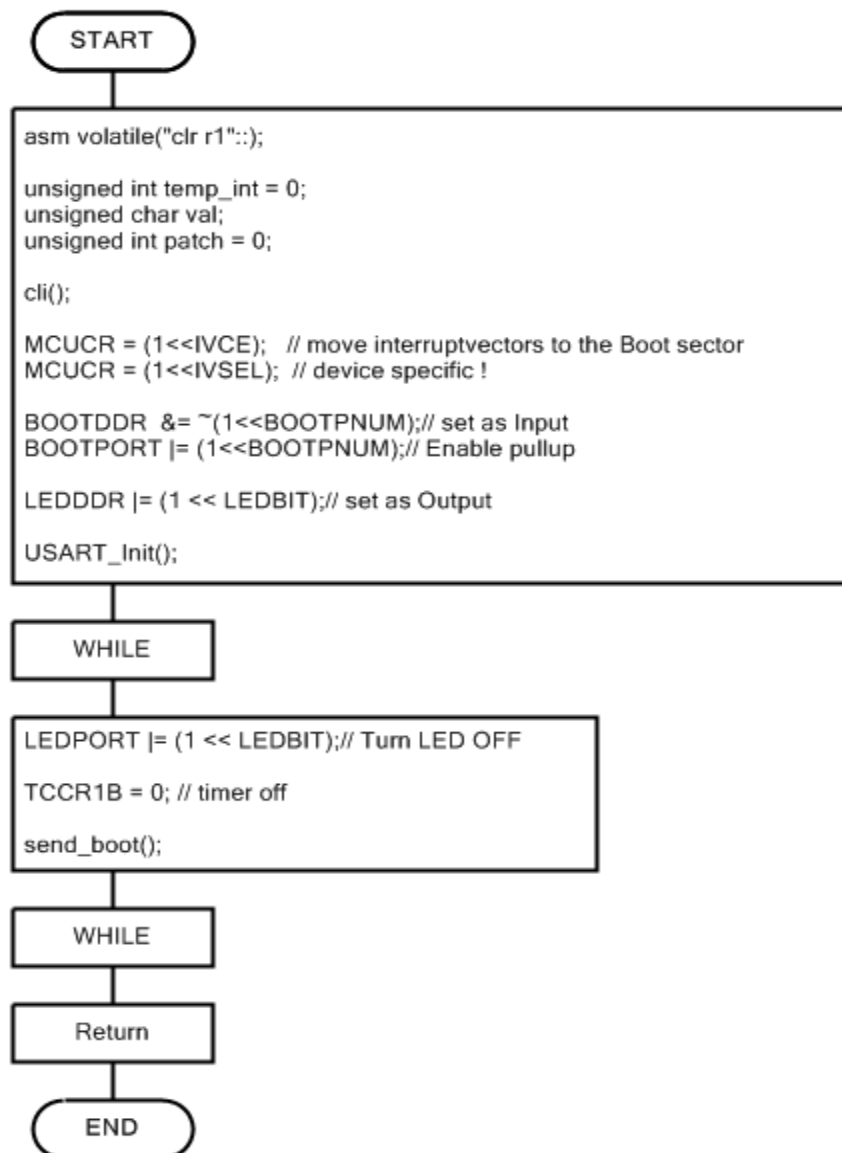 START
asm volatile("clr r1"::);
unsigned int temp_int = 0;
unsigned char val;
unsigned int patch = 0;
cli();
MCUCR = (1<<IVCE);   // move interruptvectors to the Boot sector
MCUCR = (1<<IVSEL);  // device specific !
BOOTDDR  &= ~(1<<BOOTPNUM);// set as Input
BOOTPORT |= (1<<BOOTPNUM);// Enable pullup
LEDDDR |= (1 << LEDBIT);// set as Output
USART_Init();
WHILE
LEDPORT |= (1 << LEDBIT);// Turn LED OFF
TCCR1B = 0; // timer off
send_boot();
WHILE
Return
END